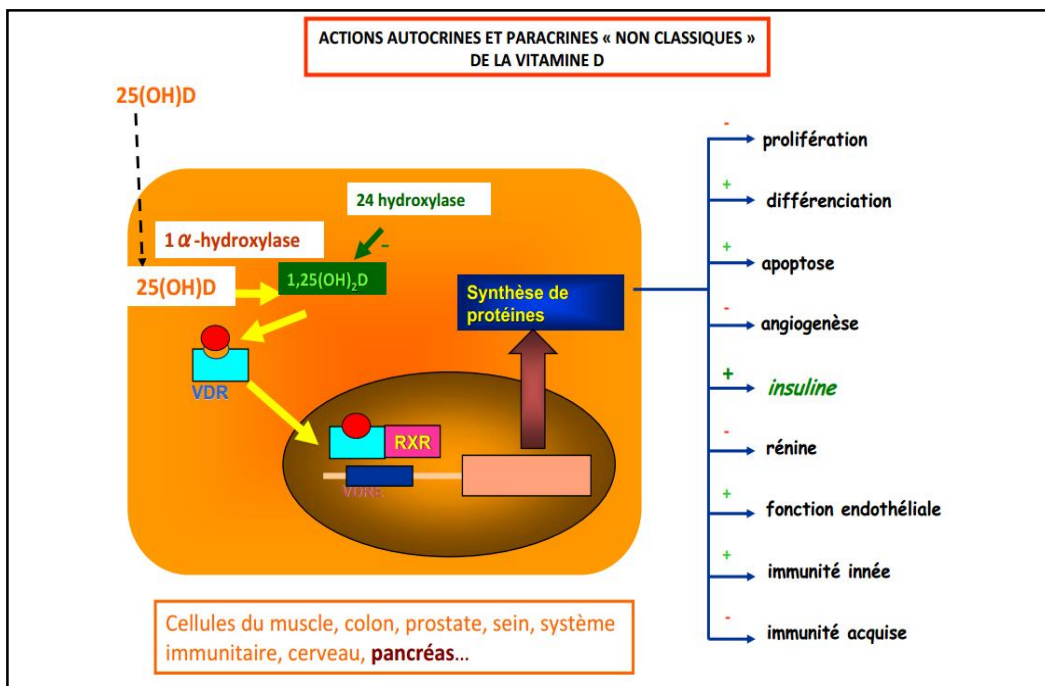 ACTIONS AUTOCRINES ET PARACRINES « NON CLASSIQUES »
DE LA VITAMINE D
25(OH)D
24 hydroxylase
-
1α-hydroxylase
25(OH)D
1,25(OH)₂D
VDR
RXR
VDRE
Synthèse de
protéines
- prolifération
+ différenciation
+ apoptose
- angiogenèse
+ insuline
- rénine
+ fonction endothéliale
+ immunité innée
- immunité acquise
Cellules du muscle, colon, prostate, sein, système
immunitaire, cerveau, pancréas...